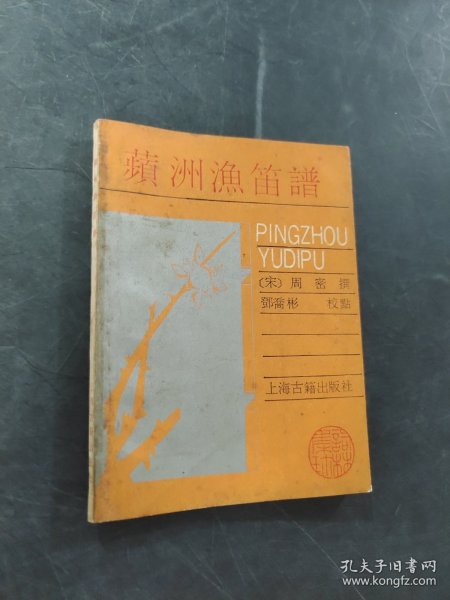 蘋洲漁笛譜
PINGZHOU
YUDIPU
〔宋〕周密 撰
鄧喬彬 校點
上海古籍出版社
孔夫子旧书网
www.kongfz.com